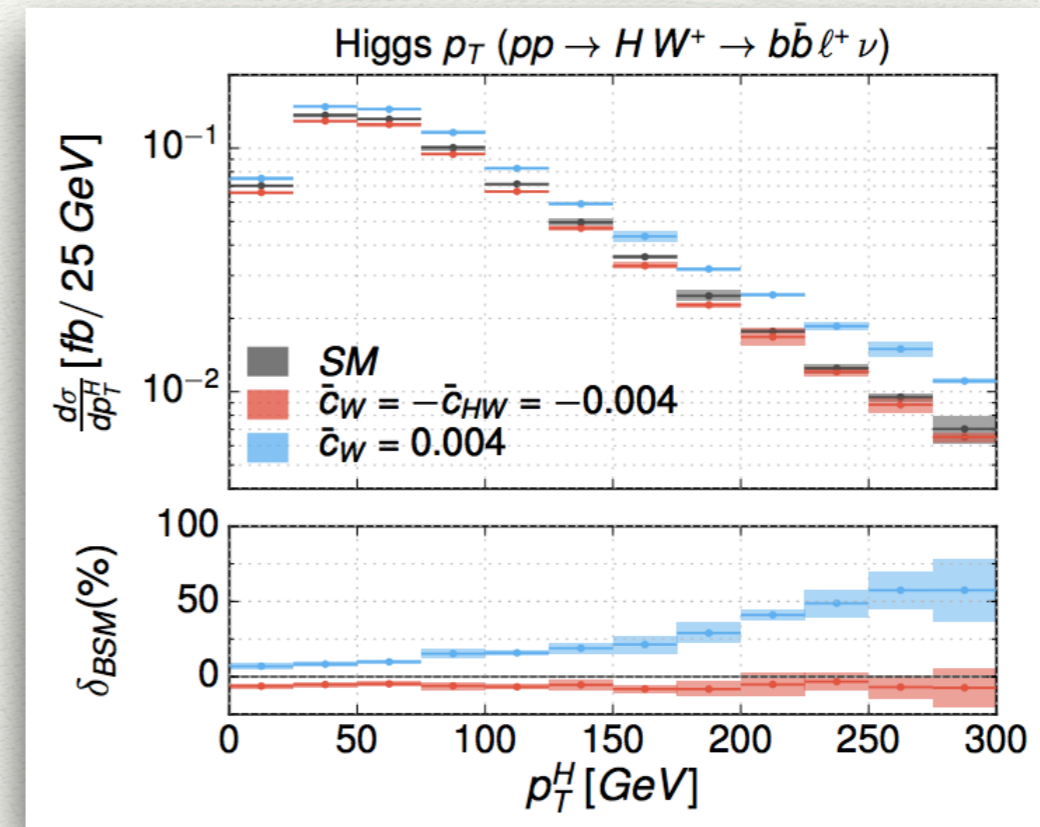 Higgs p_T (pp → H W⁺ → bb̄ ℓ⁺ ν)
dσ/dp_T^H [fb/ 25 GeV]
10⁻¹
10⁻²
SM
c̄_W = −c̄_HW = −0.004
c̄_W = 0.004
δ_BSM(%)
100
50
0
0 50 100 150 200 250 300
p_T^H [GeV]